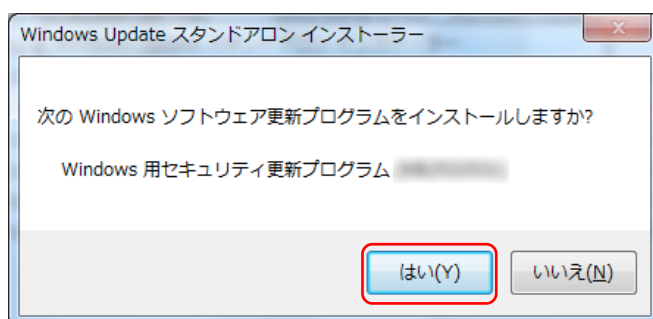 Windows Update スタンドアロン インストーラー
次の Windows ソフトウェア更新プログラムをインストールしますか?
Windows 用セキュリティ更新プログラム
はい(Y)
いいえ(N)